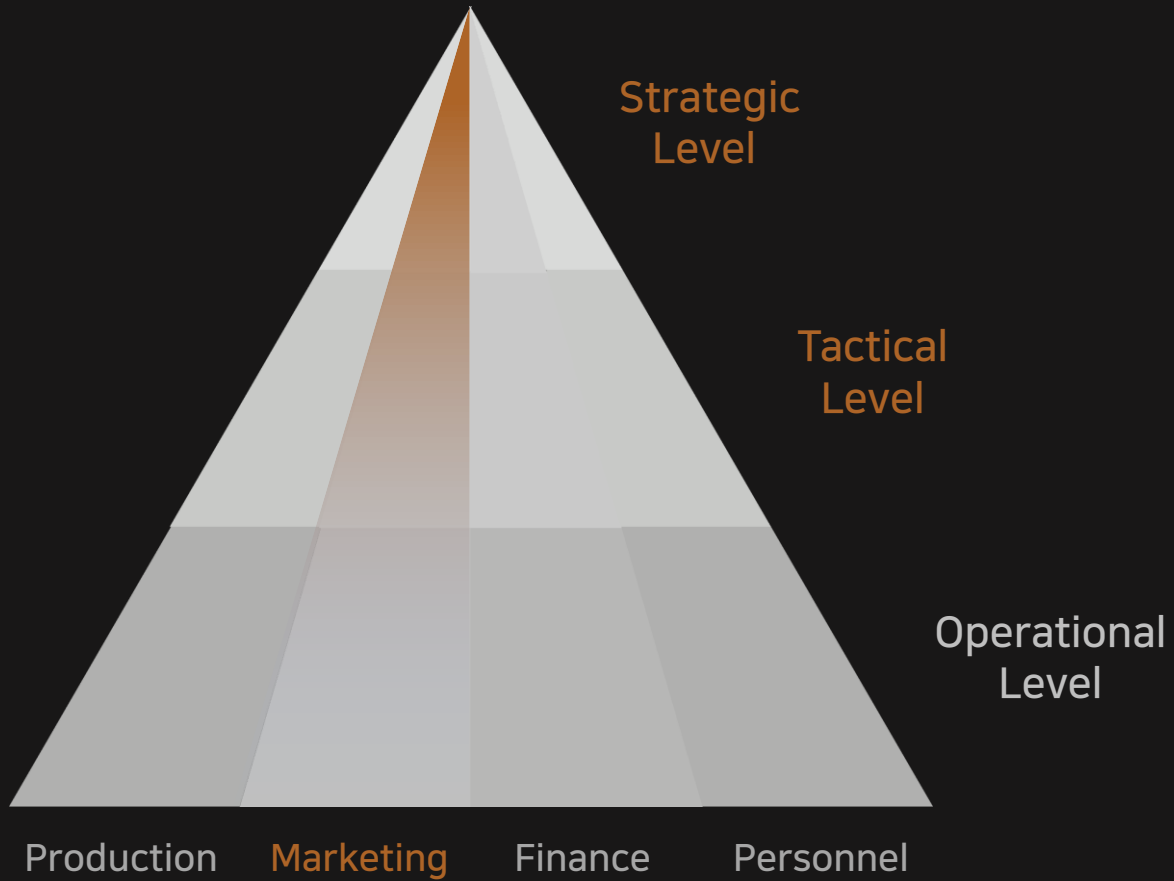 Strategic
Level
Tactical
Level
Operational
Level
Production Marketing Finance Personnel